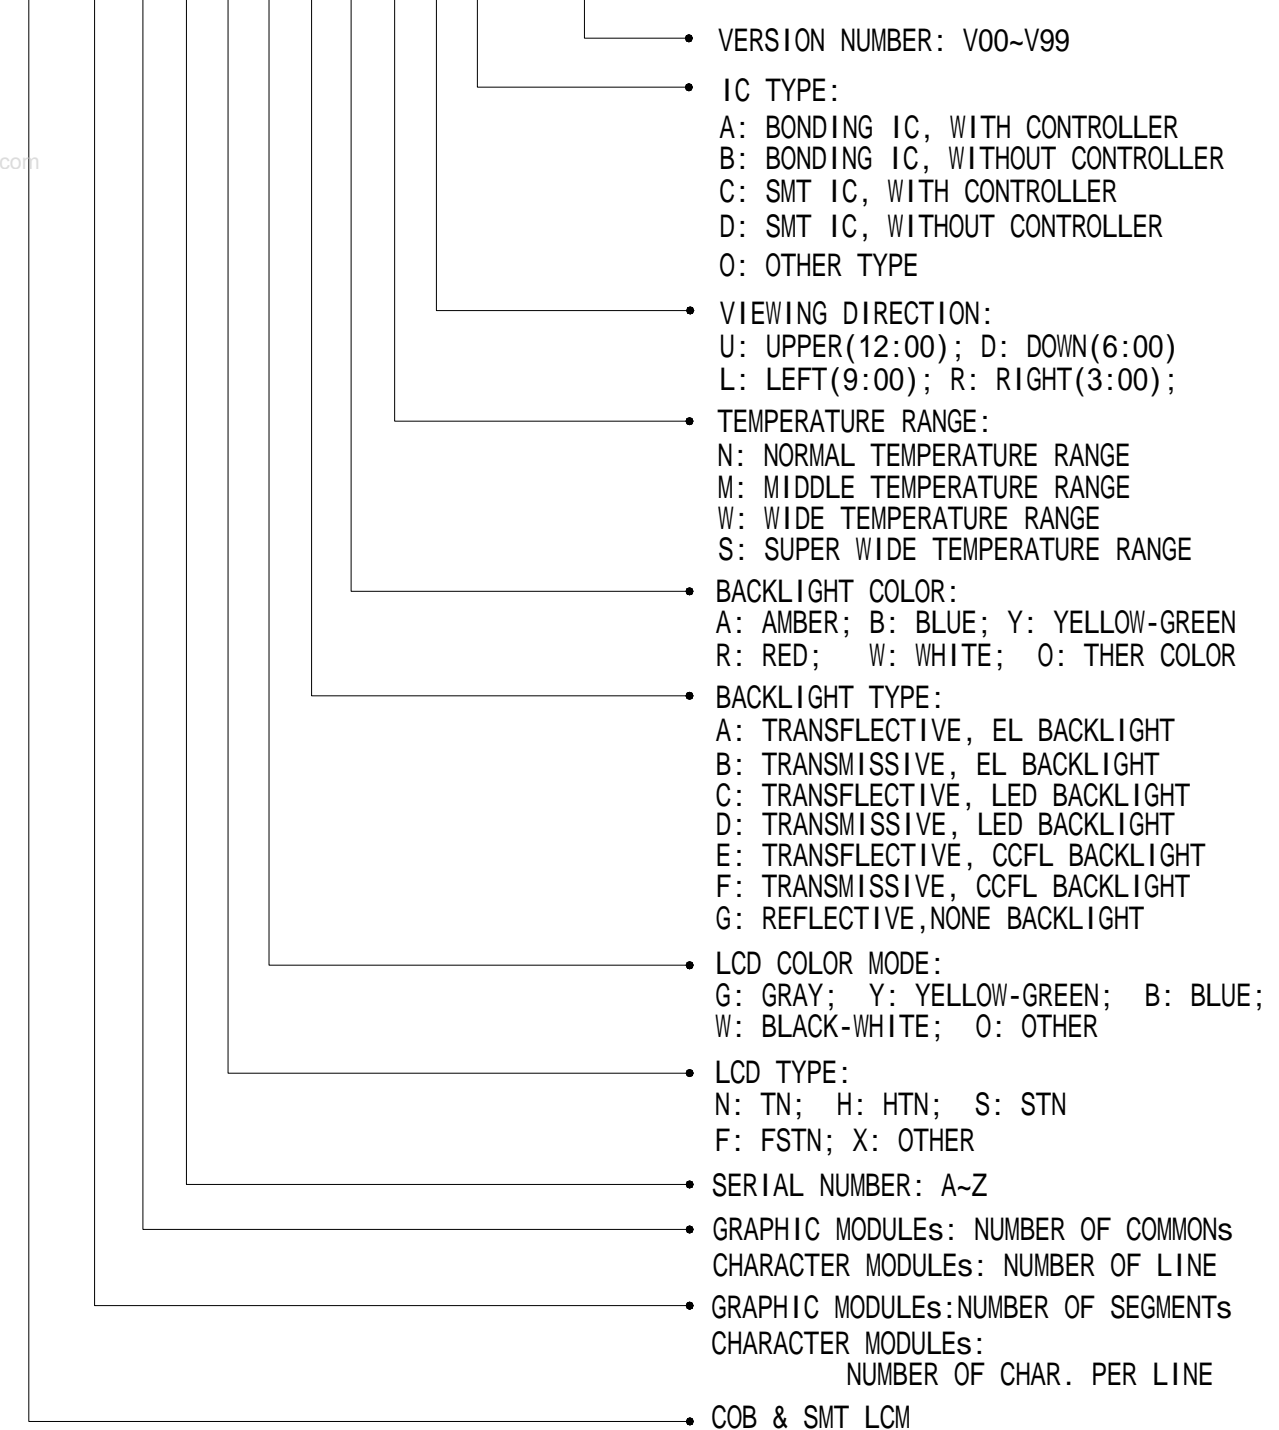 VERSION NUMBER: V00~V99
IC TYPE:
A: BONDING IC, WITH CONTROLLER
com
B: BONDING IC, WITHOUT CONTROLLER
C: SMT IC, WITH CONTROLLER
D: SMT IC, WITHOUT CONTROLLER
O: OTHER TYPE
VIEWING DIRECTION:
U: UPPER(12:00); D: DOWN(6:00)
L: LEFT(9:00); R: RIGHT(3:00);
TEMPERATURE RANGE:
N: NORMAL TEMPERATURE RANGE
M: MIDDLE TEMPERATURE RANGE
W: WIDE TEMPERATURE RANGE
S: SUPER WIDE TEMPERATURE RANGE
BACKLIGHT COLOR:
A: AMBER; B: BLUE; Y: YELLOW-GREEN
R: RED; W: WHITE; O: THER COLOR
BACKLIGHT TYPE:
A: TRANSFLECTIVE, EL BACKLIGHT
B: TRANSMISSIVE, EL BACKLIGHT
C: TRANSFLECTIVE, LED BACKLIGHT
D: TRANSMISSIVE, LED BACKLIGHT
E: TRANSFLECTIVE, CCFL BACKLIGHT
F: TRANSMISSIVE, CCFL BACKLIGHT
G: REFLECTIVE,NONE BACKLIGHT
LCD COLOR MODE:
G: GRAY; Y: YELLOW-GREEN; B: BLUE;
W: BLACK-WHITE; O: OTHER
LCD TYPE:
N: TN; H: HTN; S: STN
F: FSTN; X: OTHER
SERIAL NUMBER: A~Z
GRAPHIC MODULEs: NUMBER OF COMMONs
CHARACTER MODULEs: NUMBER OF LINE
GRAPHIC MODULEs:NUMBER OF SEGMENTs
CHARACTER MODULEs:
NUMBER OF CHAR. PER LINE
COB & SMT LCM